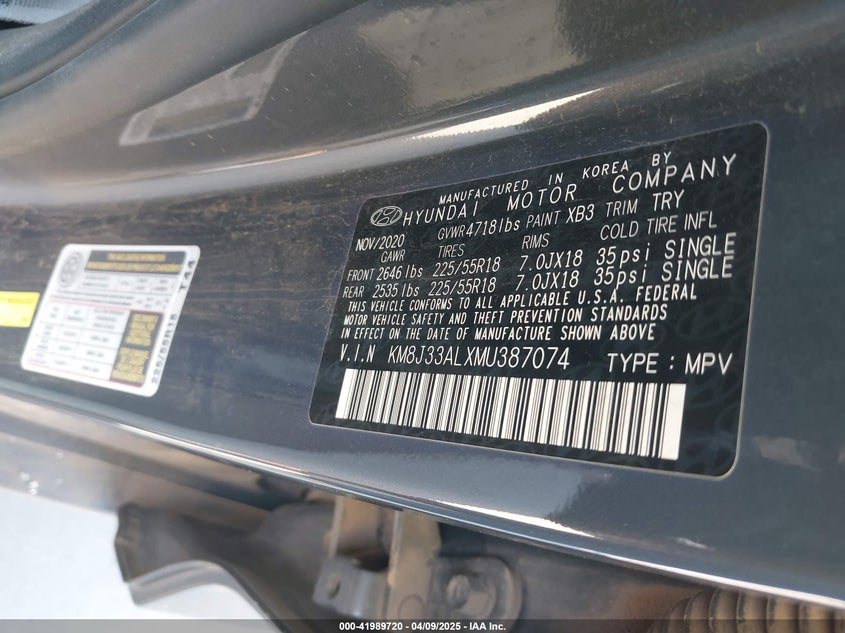 MANUFACTURED IN KOREA BY
HYUNDAI MOTOR COMPANY
NOV/2020 GVWR 4718lbs PAINT XB3 TRIM TRY
GAWR TIRES RIMS COLD TIRE INFL
FRONT 2646 lbs 225/55R18 7.0JX18 35psi SINGLE
REAR 2535 lbs 225/55R18 7.0JX18 35psi SINGLE
THIS VEHICLE CONFORMS TO ALL APPLICABLE U.S.A. FEDERAL
MOTOR VEHICLE SAFETY AND THEFT PREVENTION STANDARDS
IN EFFECT ON THE DATE OF MANUFACTURE SHOWN ABOVE
V.I.N KM8J33ALXMU387074 TYPE : MPV
225/55R18
000-41989720 - 04/09/2025 - IAA Inc.